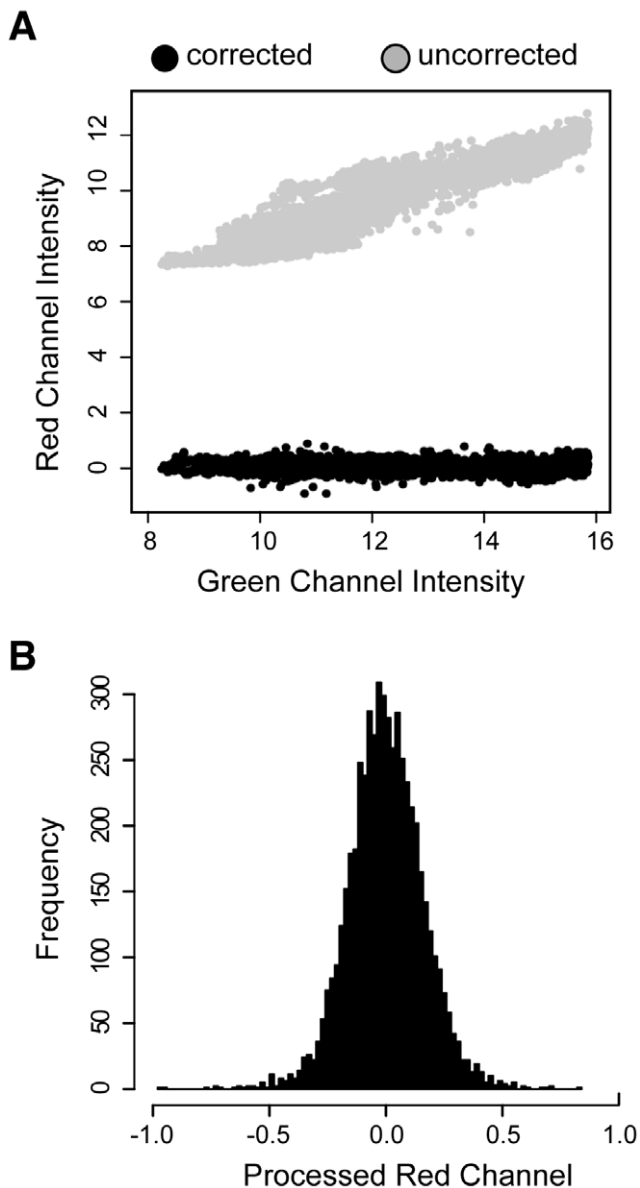 A
corrected uncorrected
Red Channel Intensity
12
10
8
6
4
2
0
8 10 12 14 16
Green Channel Intensity
B
Frequency
300
250
200
150
100
50
0
-1.0 -0.5 0.0 0.5 1.0
Processed Red Channel